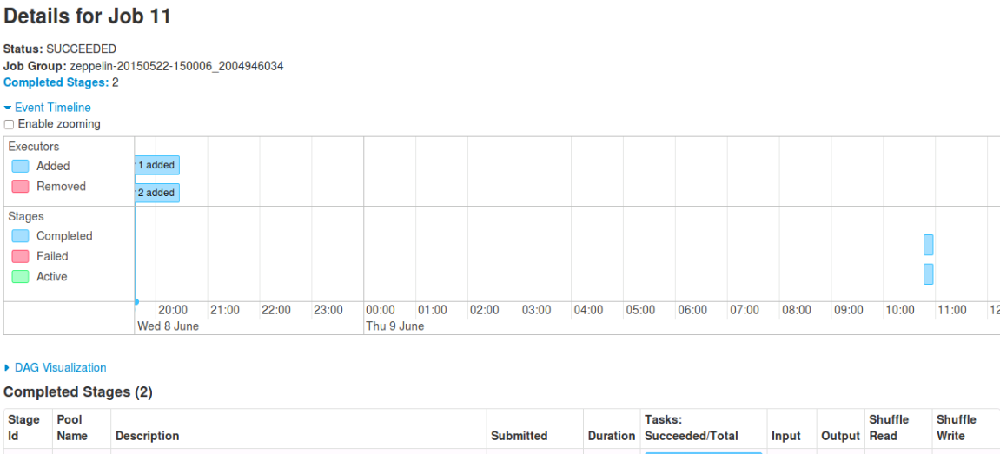 Details for Job 11
Status: SUCCEEDED
Job Group: zeppelin-20150522-150006_2004946034
Completed Stages: 2
Event Timeline
Enable zooming
Executors
Added
Removed
1 added
2 added
Stages
Completed
Failed
Active
20:00 21:00 22:00 23:00 00:00 01:00 02:00 03:00 04:00 05:00 06:00 07:00 08:00 09:00 10:00 11:00 12
Wed 8 June Thu 9 June
DAG Visualization
Completed Stages (2)
Stage Id
Pool Name
Description
Submitted
Duration
Tasks: Succeeded/Total
Input
Output
Shuffle Read
Shuffle Write